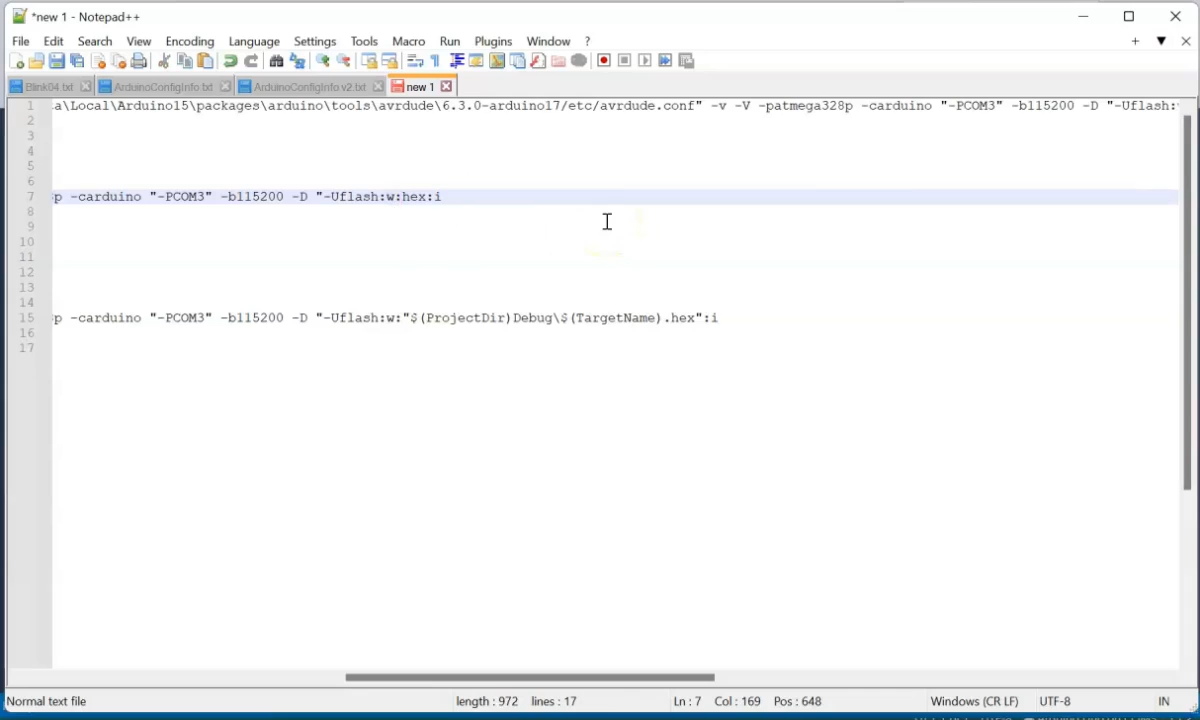 *new 1 - Notepad++
File Edit Search View Encoding Language Settings Tools Macro Run Plugins Window ? + ▼ ✕
Blink04.txt ArduinoConfigInfo.txt ArduinoConfigInfo v2.txt new 1
1 .a\Local\Arduino15\packages\arduino\tools\avrdude\6.3.0-arduino17/etc/avrdude.conf" -v -V -patmega328p -carduino "-PCOM3" -b115200 -D "-Uflash:
2
3
4
5
6
7 p -carduino "-PCOM3" -b115200 -D "-Uflash:w:hex:i
8
9
10
11
12
13
14
15 p -carduino "-PCOM3" -b115200 -D "-Uflash:w:"$(ProjectDir)Debug\$(TargetName).hex":i
16
17
Normal text file length : 972 lines : 17 Ln : 7 Col : 169 Pos : 648 Windows (CR LF) UTF-8 IN